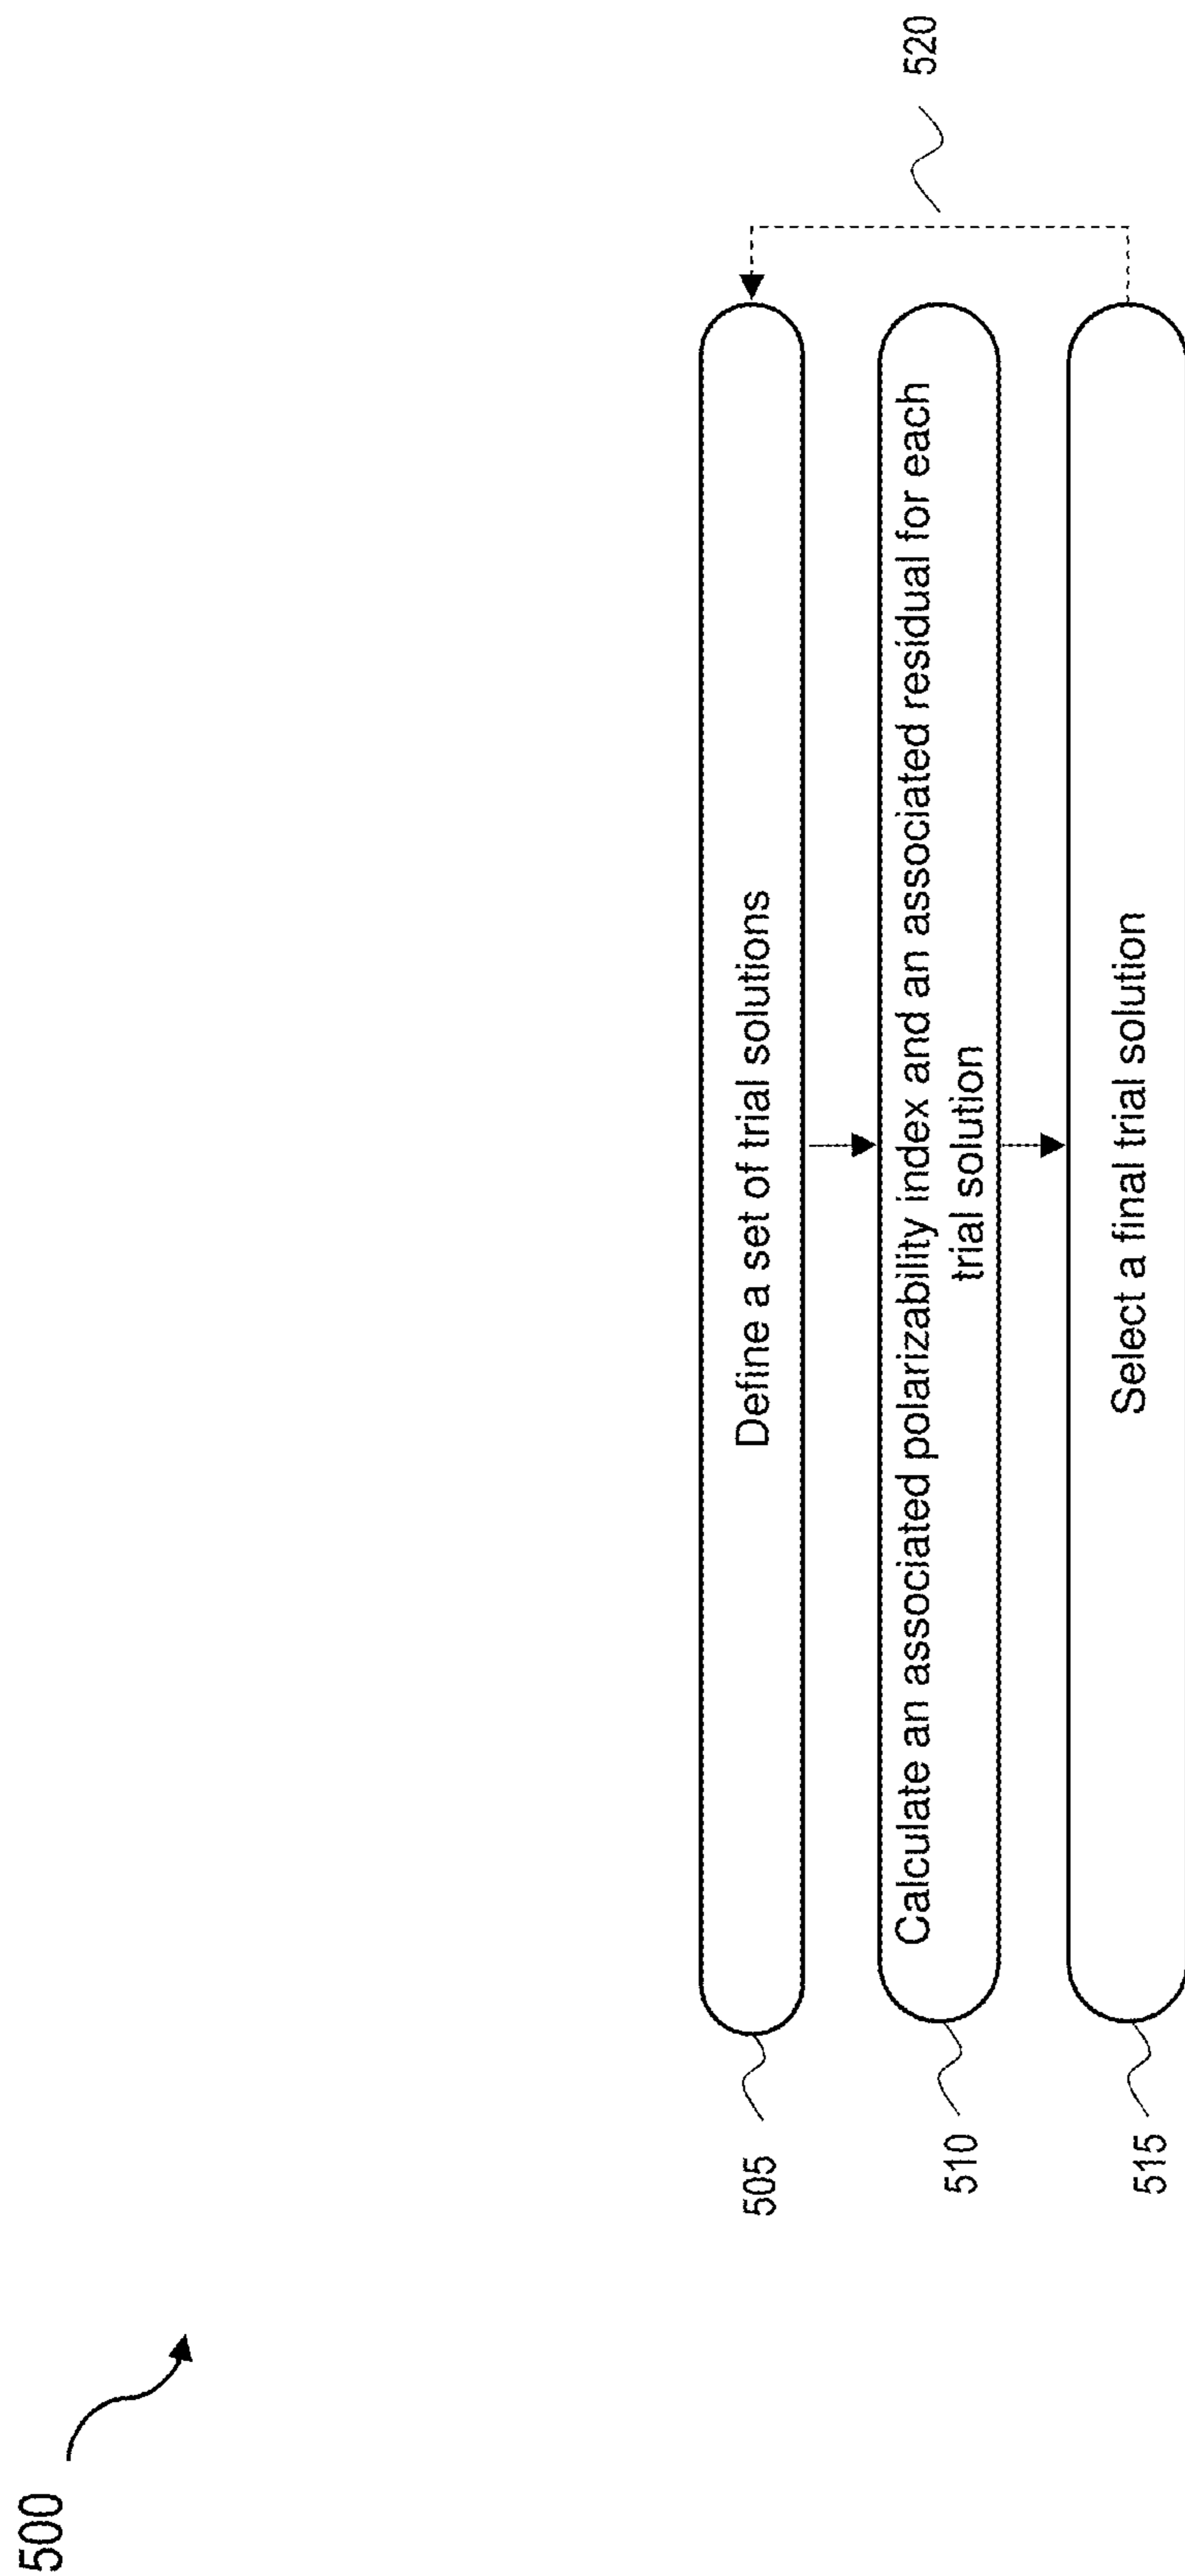 500
505
Define a set of trial solutions
510
Calculate an associated polarizability index and an associated residual for each
trial solution
515
Select a final trial solution
520